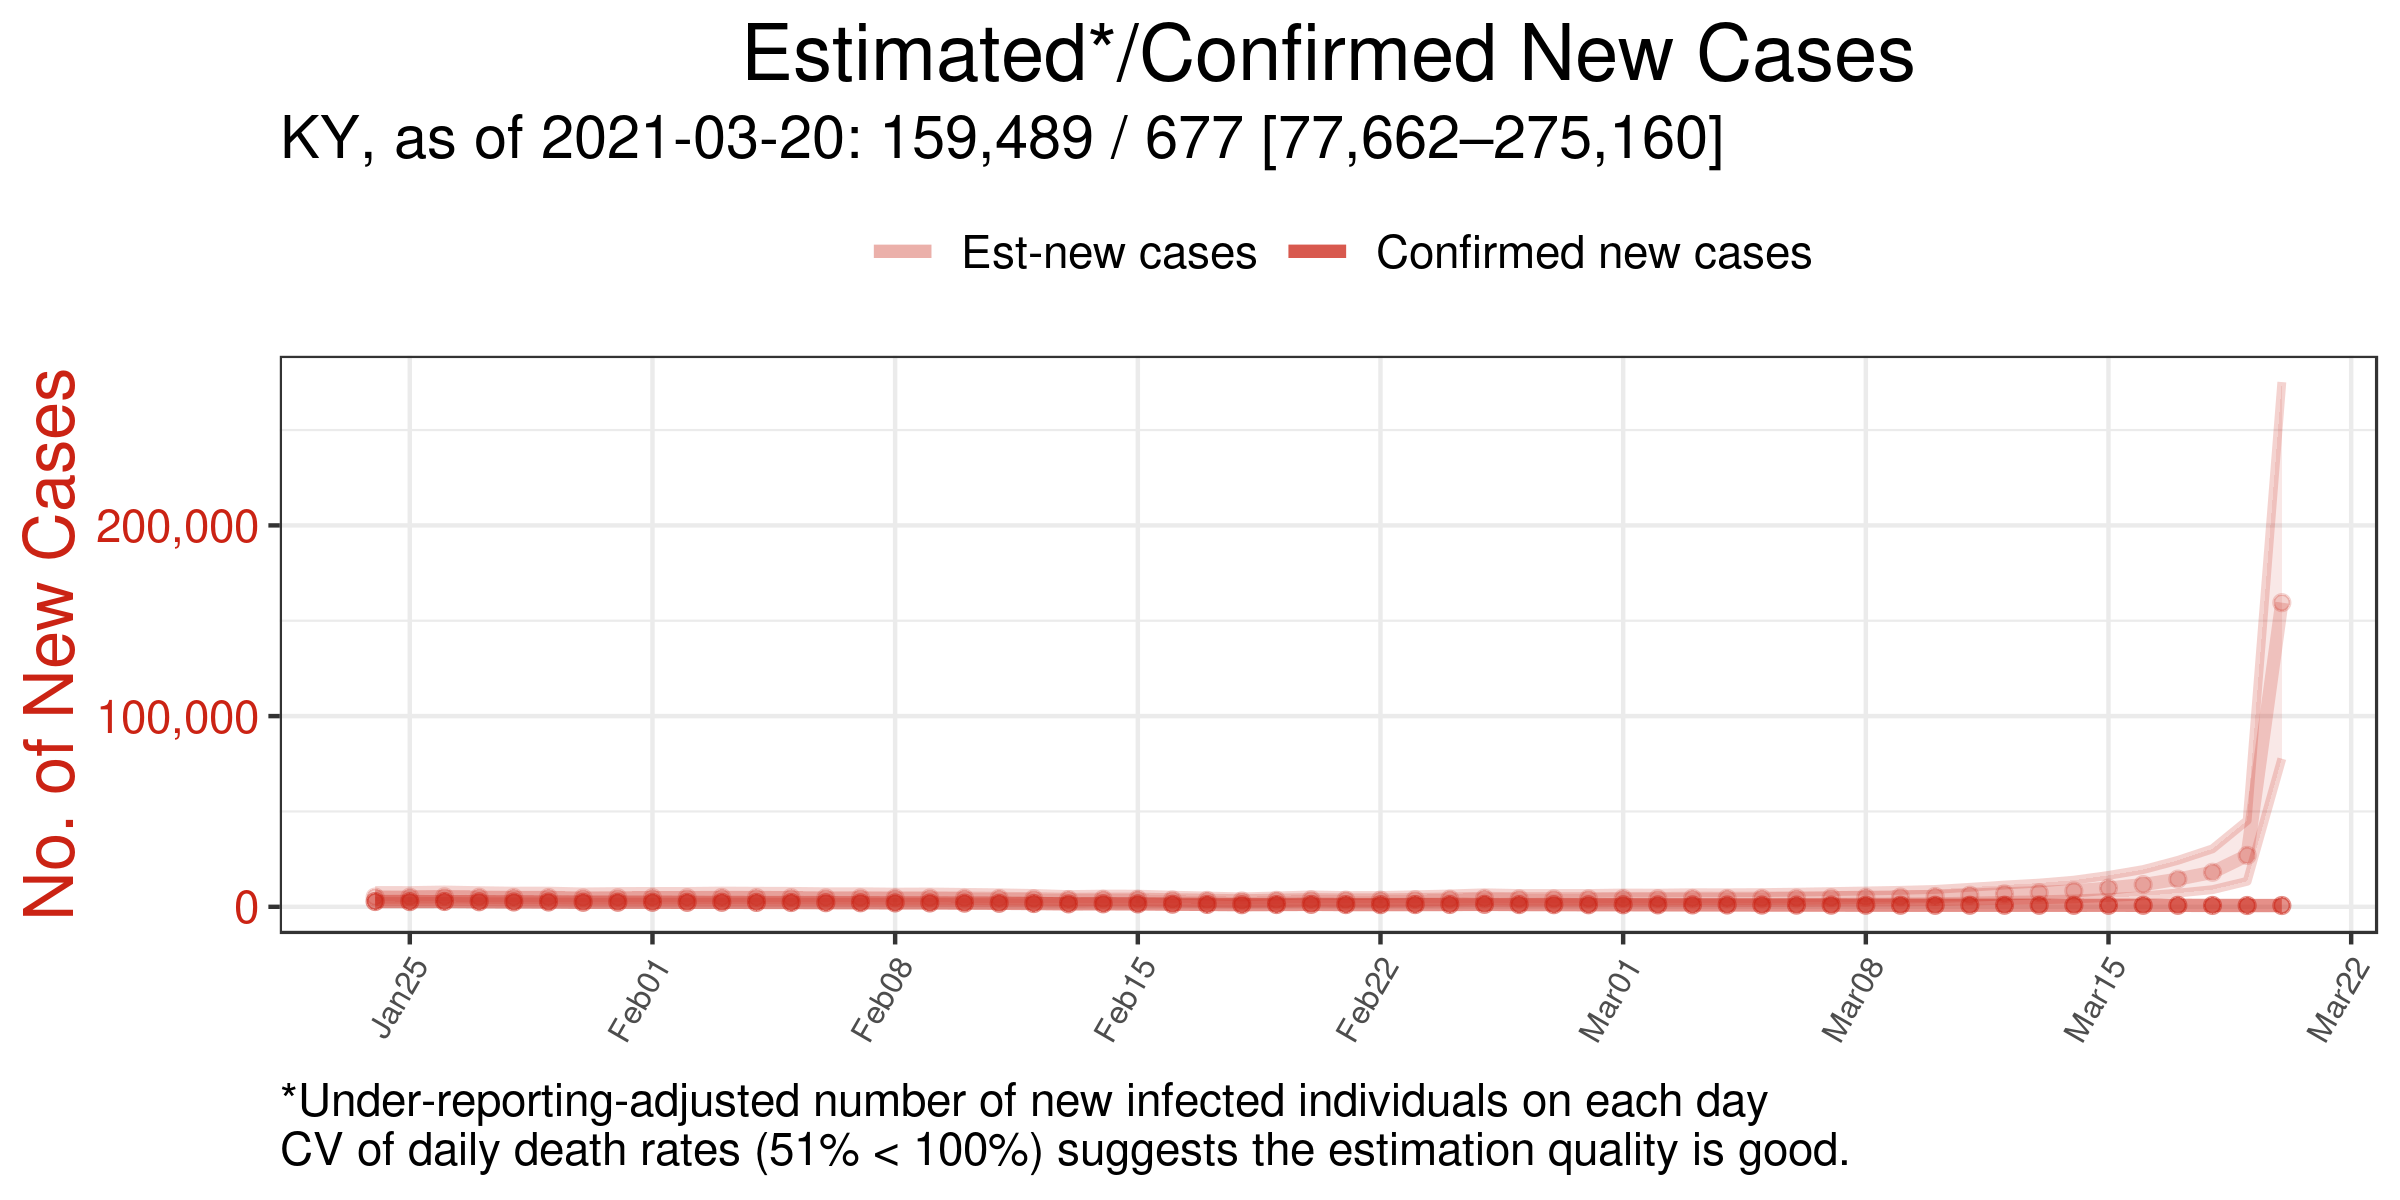 Estimated*/Confirmed New Cases
KY, as of 2021-03-20: 159,489 / 677 [77,662–275,160]
Est-new cases
Confirmed new cases
No. of New Cases
200,000
100,000
0
Jan25
Feb01
Feb08
Feb15
Feb22
Mar01
Mar08
Mar15
Mar22
*Under-reporting-adjusted number of new infected individuals on each day
CV of daily death rates (51% < 100%) suggests the estimation quality is good.